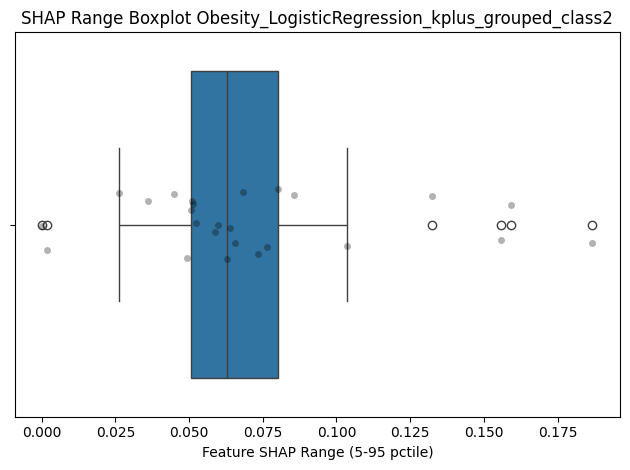 SHAP Range Boxplot Obesity_LogisticRegression_kplus_grouped_class2
0.000 0.025 0.050 0.075 0.100 0.125 0.150 0.175
Feature SHAP Range (5-95 pctile)